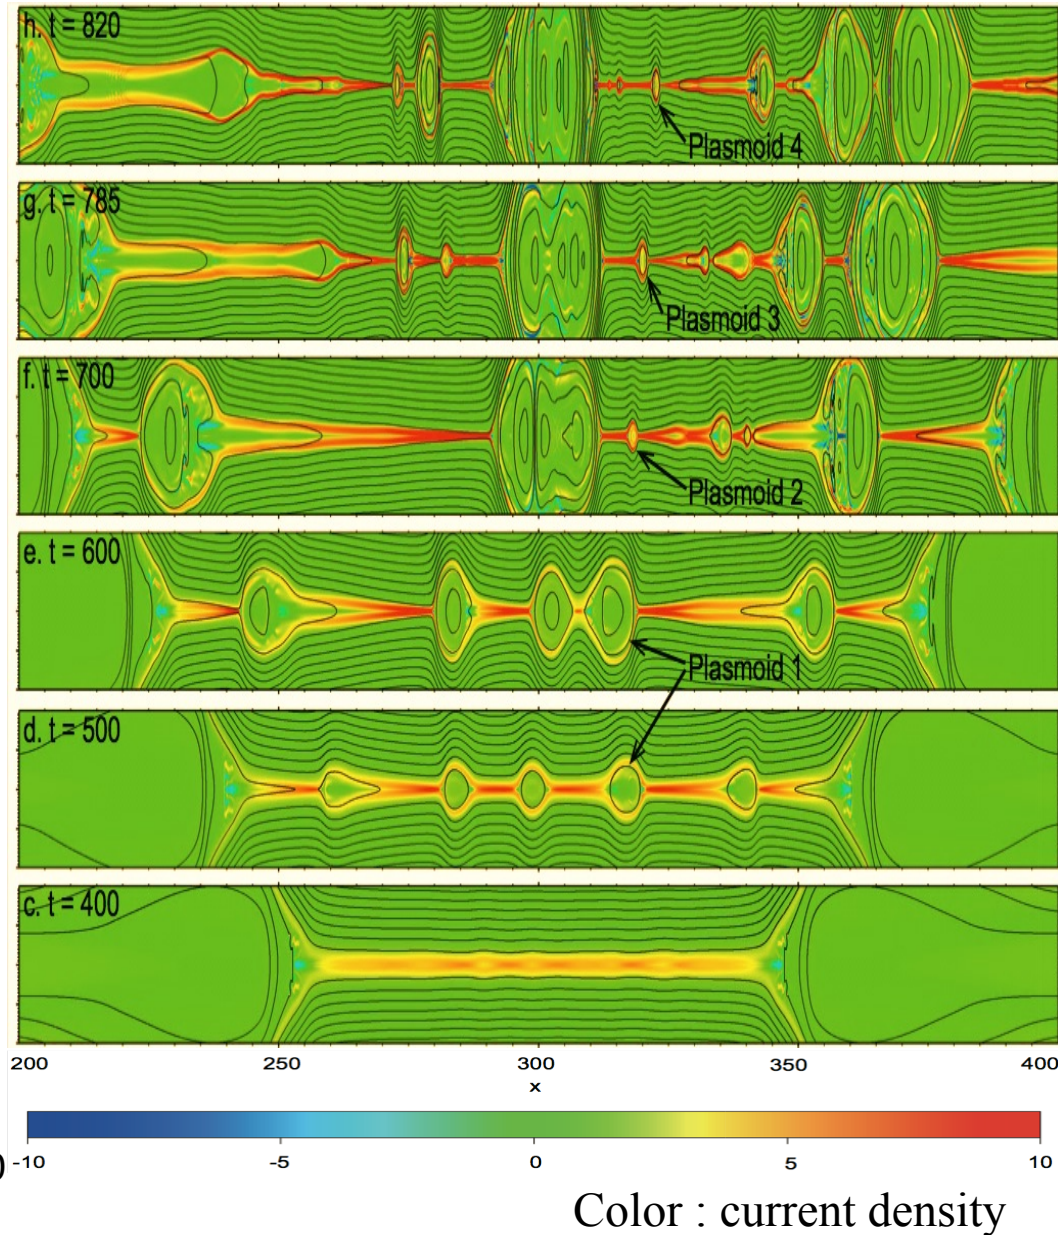 h. t = 820
Plasmoid 4
g. t = 785
Plasmoid 3
f. t = 700
Plasmoid 2
e. t = 600
Plasmoid 1
d. t = 500
c. t = 400
200 250 300 350 400
x
0 -10 -5 0 5 10
Color : current density